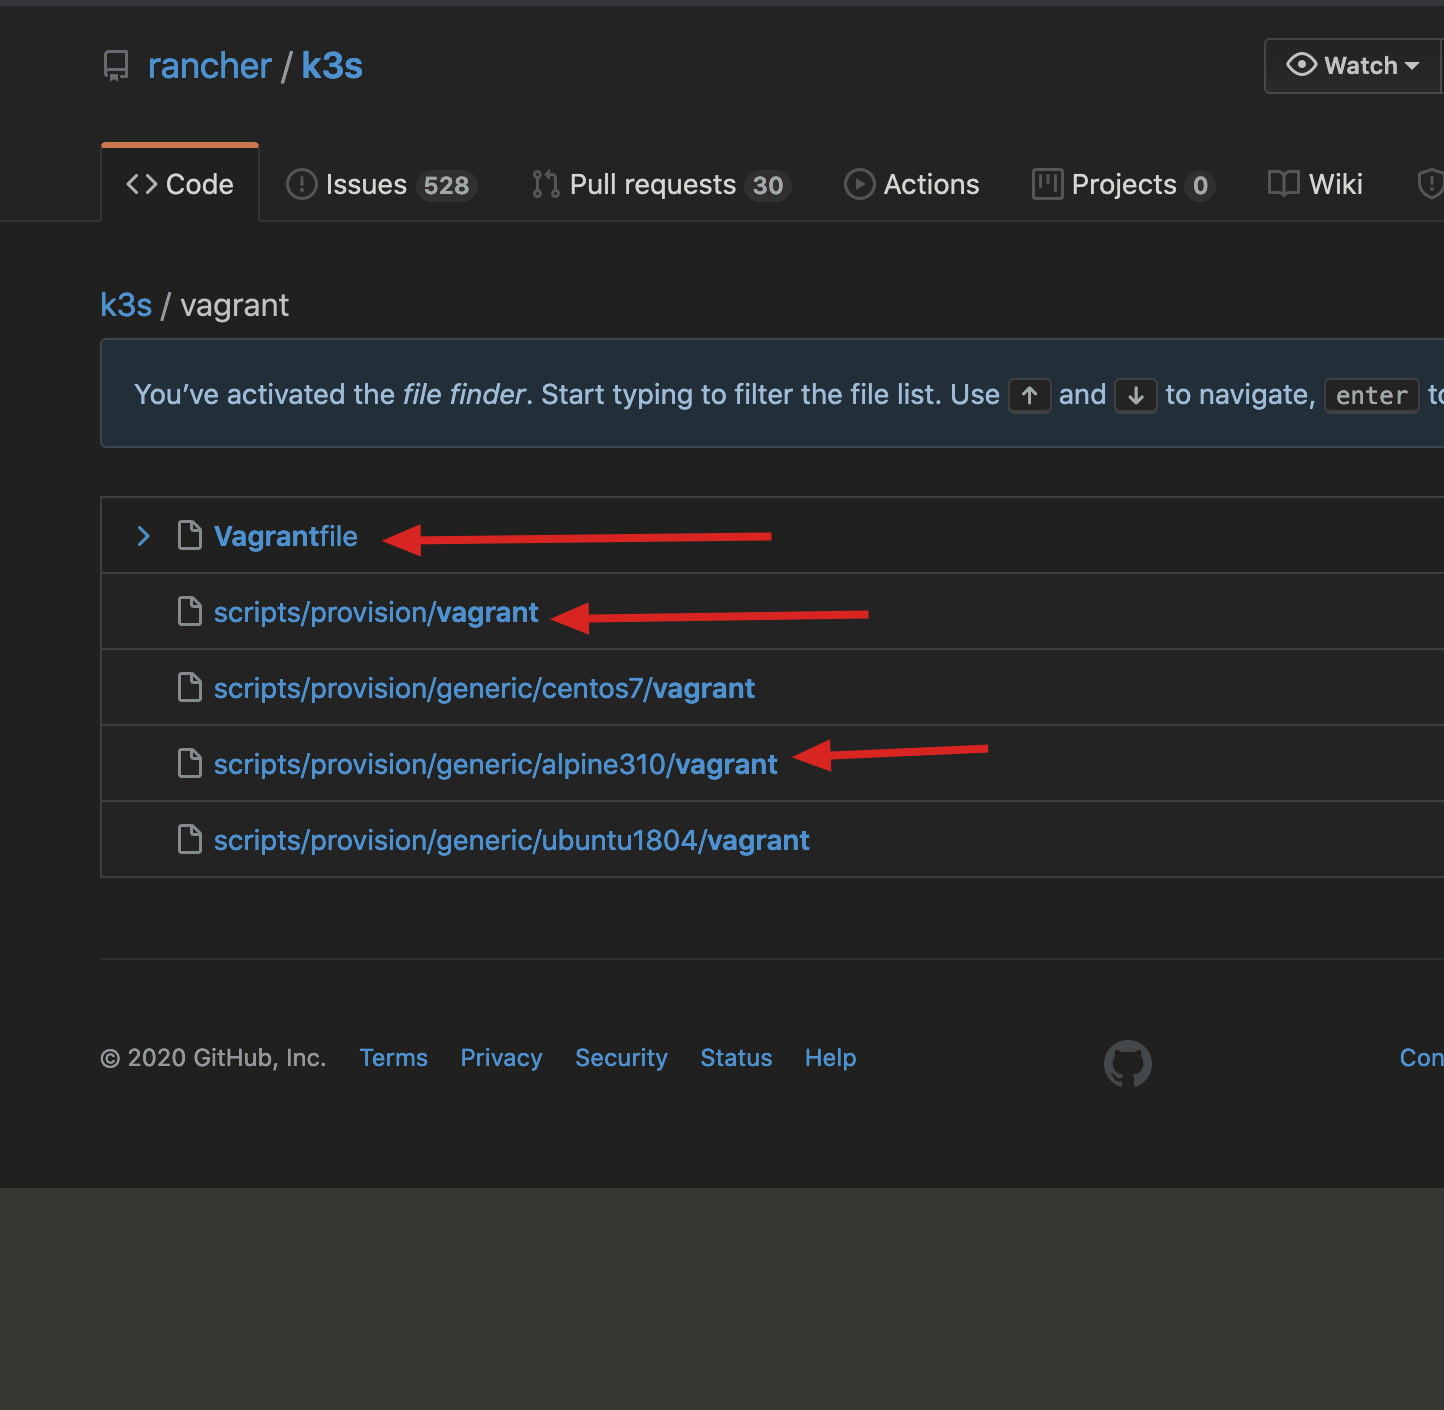 rancher / k3s
Watch
Code Issues 528 Pull requests 30 Actions Projects 0 Wiki
k3s / vagrant
You’ve activated the file finder. Start typing to filter the file list. Use ↑ and ↓ to navigate, enter
Vagrantfile
scripts/provision/vagrant
scripts/provision/generic/centos7/vagrant
scripts/provision/generic/alpine310/vagrant
scripts/provision/generic/ubuntu1804/vagrant
© 2020 GitHub, Inc. Terms Privacy Security Status Help